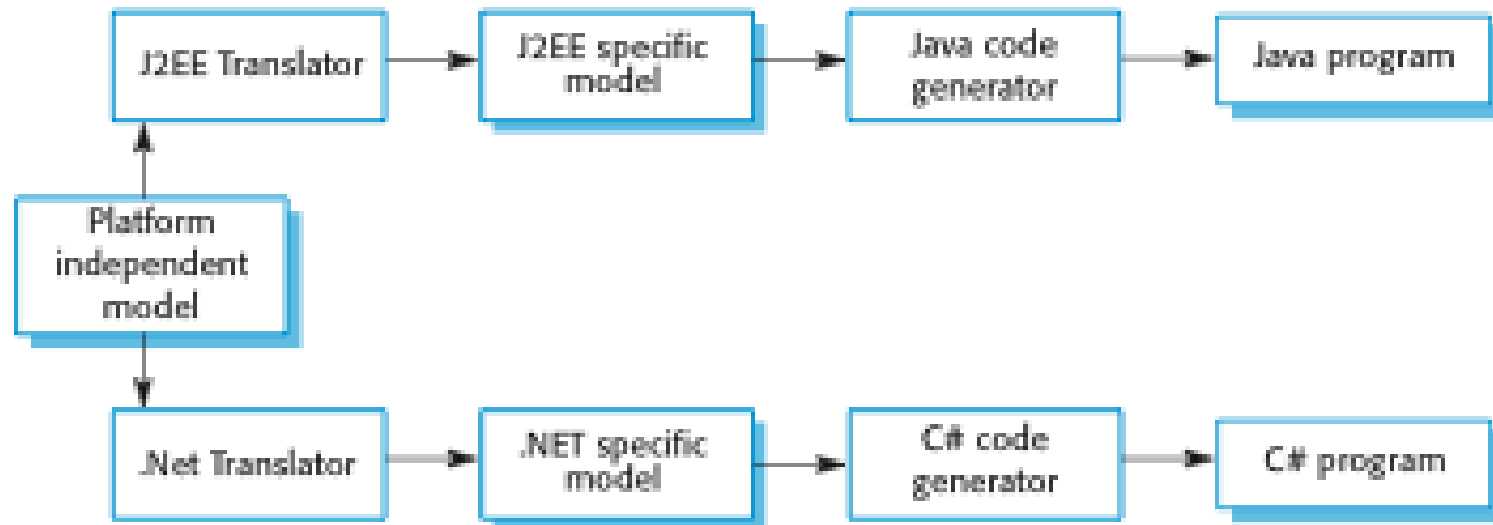 J2EE Translator
J2EE specific
model
Java code
generator
Java program
Platform
independent
model
.Net Translator
.NET specific
model
C# code
generator
C# program